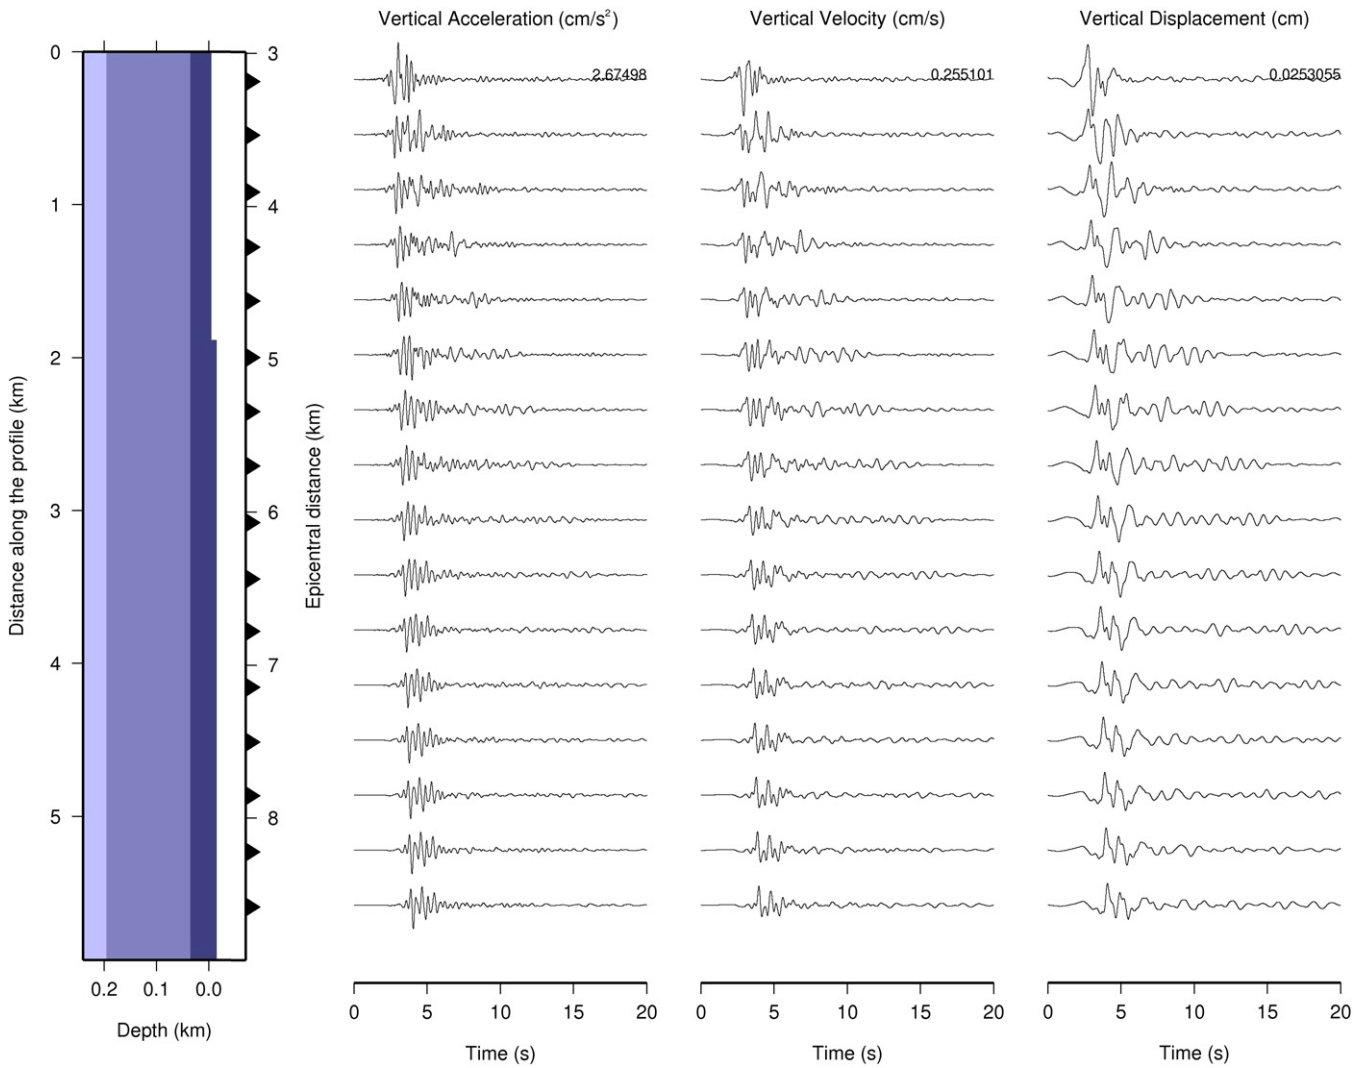 Vertical Acceleration (cm/s²)
Vertical Velocity (cm/s)
Vertical Displacement (cm)
0
3
2.67498
0.255101
0.0253055
1
4
2
5
Distance along the profile (km)
Epicentral distance (km)
3
6
4
7
5
8
0.2 0.1 0.0
Depth (km)
0 5 10 15 20
Time (s)
0 5 10 15 20
Time (s)
0 5 10 15 20
Time (s)